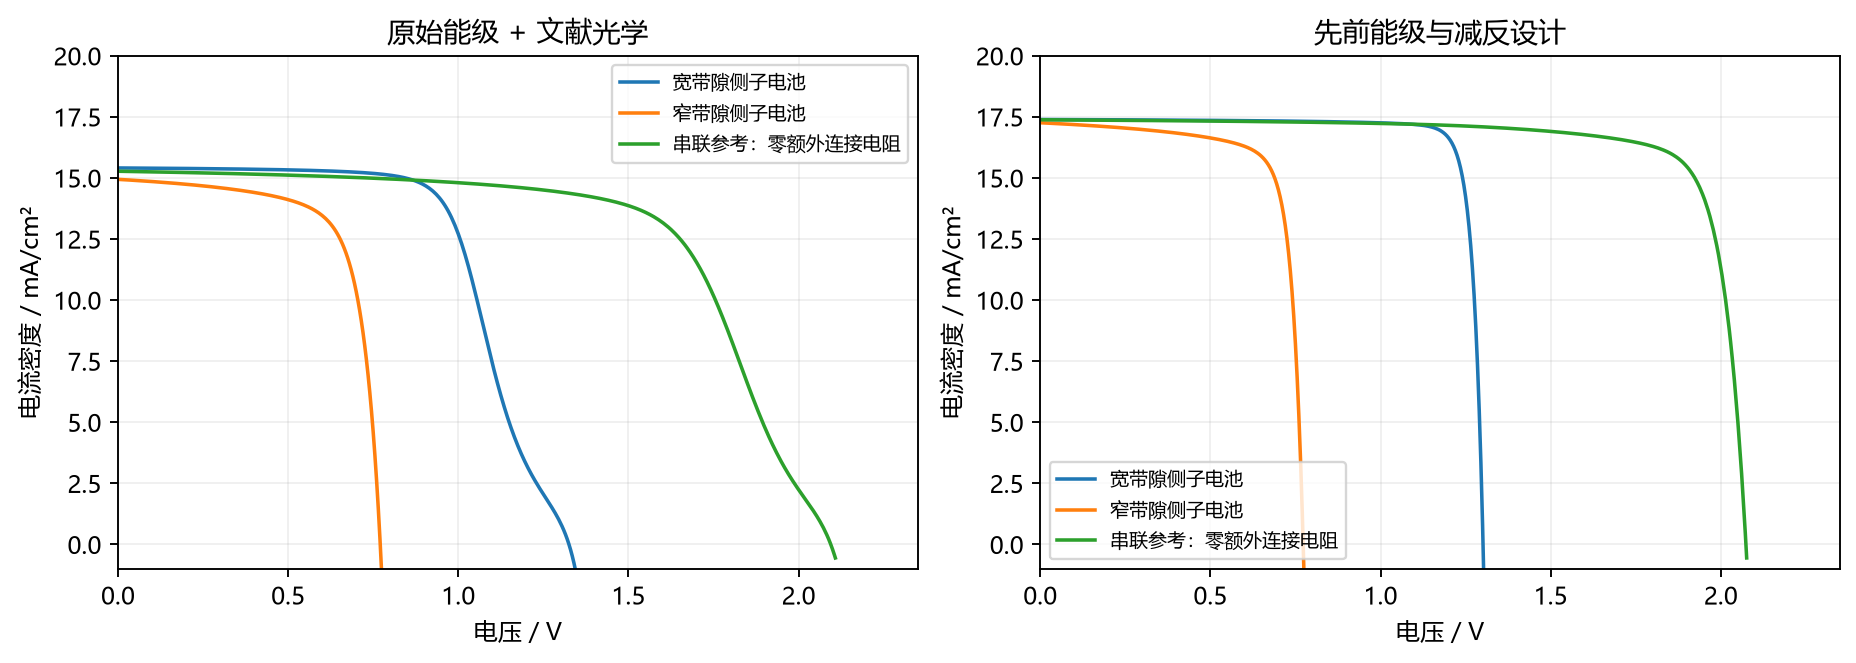 原始能级 + 文献光学
20.0
17.5
15.0
12.5
10.0
7.5
5.0
2.5
0.0
电流密度 / mA/cm²
宽带隙侧子电池
窄带隙侧子电池
串联参考：零额外连接电阻
0.0 0.5 1.0 1.5 2.0
电压 / V
先前能级与减反设计
20.0
17.5
15.0
12.5
10.0
7.5
5.0
2.5
0.0
电流密度 / mA/cm²
宽带隙侧子电池
窄带隙侧子电池
串联参考：零额外连接电阻
0.0 0.5 1.0 1.5 2.0
电压 / V